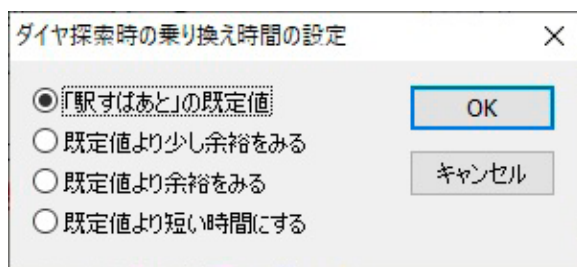 ダイヤ探索時の乗り換え時間の設定
「駅すぱあと」の既定値
既定値より少し余裕をみる
既定値より余裕をみる
既定値より短い時間にする
OK
キャンセル